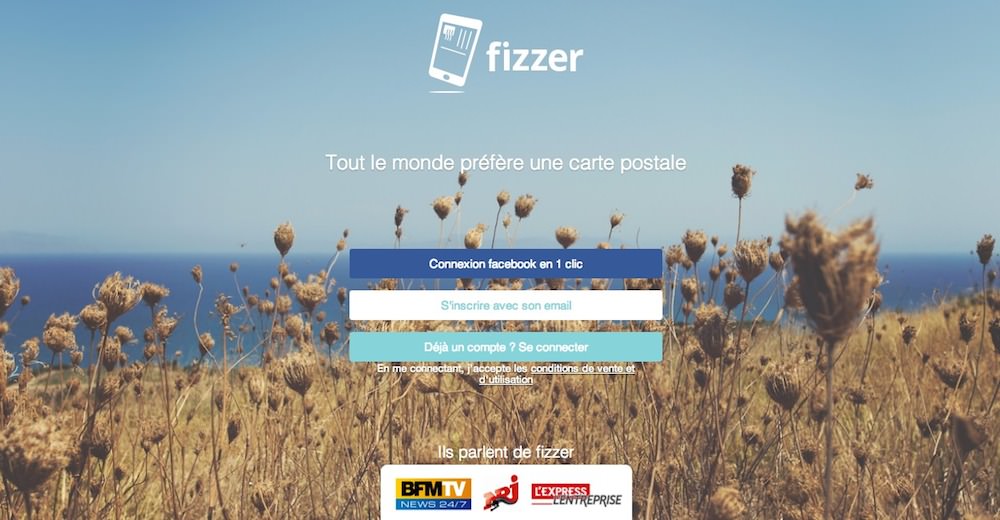 fizzer
Tout le monde préfère une carte postale
Connexion facebook en 1 clic
S'inscrire avec son email
Déjà un compte ? Se connecter
En me connectant, j'accepte les conditions de vente et
d'utilisation
Ils parlent de fizzer
BFMTV
NEWS 24/7
NRJ
L'EXPRESS
L'ENTREPRISE